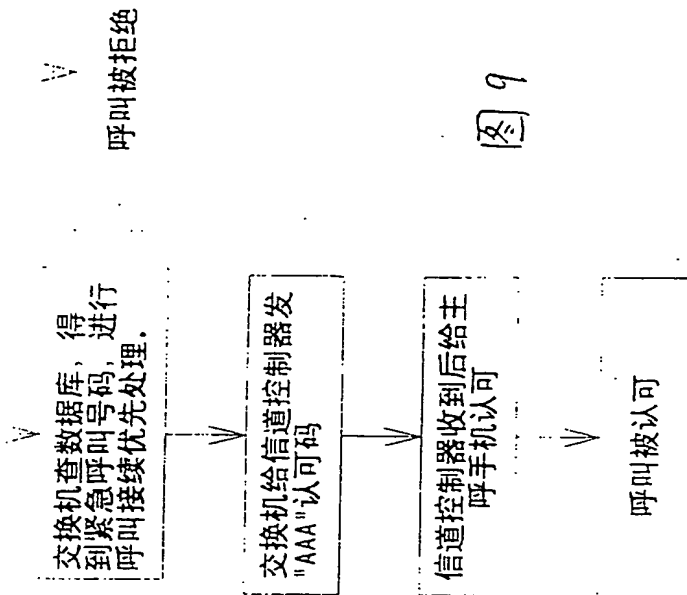 交换机查数据库，得
到紧急呼叫号码，进行
呼叫接续优先处理.
交换机给信道控制器发
"AAA"认可码
信道控制器收到后给主
呼手机认可
呼叫被认可
呼叫被拒绝
图9